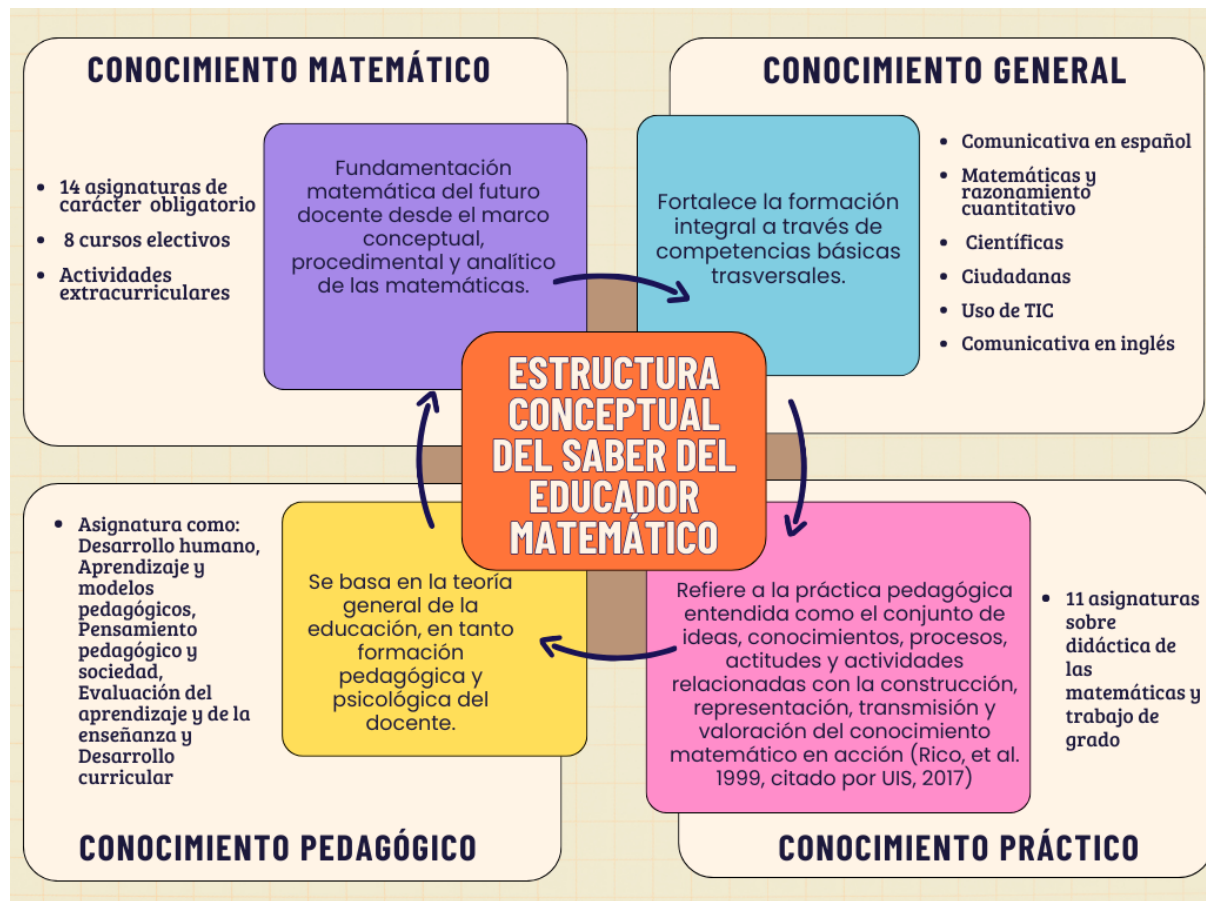 CONOCIMIENTO MATEMÁTICO
• 14 asignaturas de
carácter obligatorio
• 8 cursos electivos
• Actividades
extracurriculares
Fundamentación
matemática del futuro
docente desde el marco
conceptual,
procedimental y analítico
de las matemáticas.
CONOCIMIENTO GENERAL
Fortalece la formación
integral a través de
competencias básicas
trasversales.
• Comunicativa en español
• Matemáticas y
razonamiento
cuantitativo
• Científicas
• Ciudadanas
• Uso de TIC
• Comunicativa en inglés
ESTRUCTURA
CONCEPTUAL
DEL SABER DEL
EDUCADOR
MATEMÁTICO
• Asignatura como:
Desarrollo humano,
Aprendizaje y
modelos
pedagógicos,
Pensamiento
pedagógico y
sociedad,
Evaluación del
aprendizaje y de la
enseñanza y
Desarrollo
curricular
Se basa en la teoría
general de la
educación, en tanto
formación
pedagógica y
psicológica del
docente.
CONOCIMIENTO PEDAGÓGICO
Refiere a la práctica pedagógica
entendida como el conjunto de
ideas, conocimientos, procesos,
actitudes y actividades
relacionadas con la construcción,
representación, transmisión y
valoración del conocimiento
matemático en acción (Rico, et al.
1999, citado por UIS, 2017)
• 11 asignaturas
sobre
didáctica de
las
matemáticas y
trabajo de
grado
CONOCIMIENTO PRÁCTICO